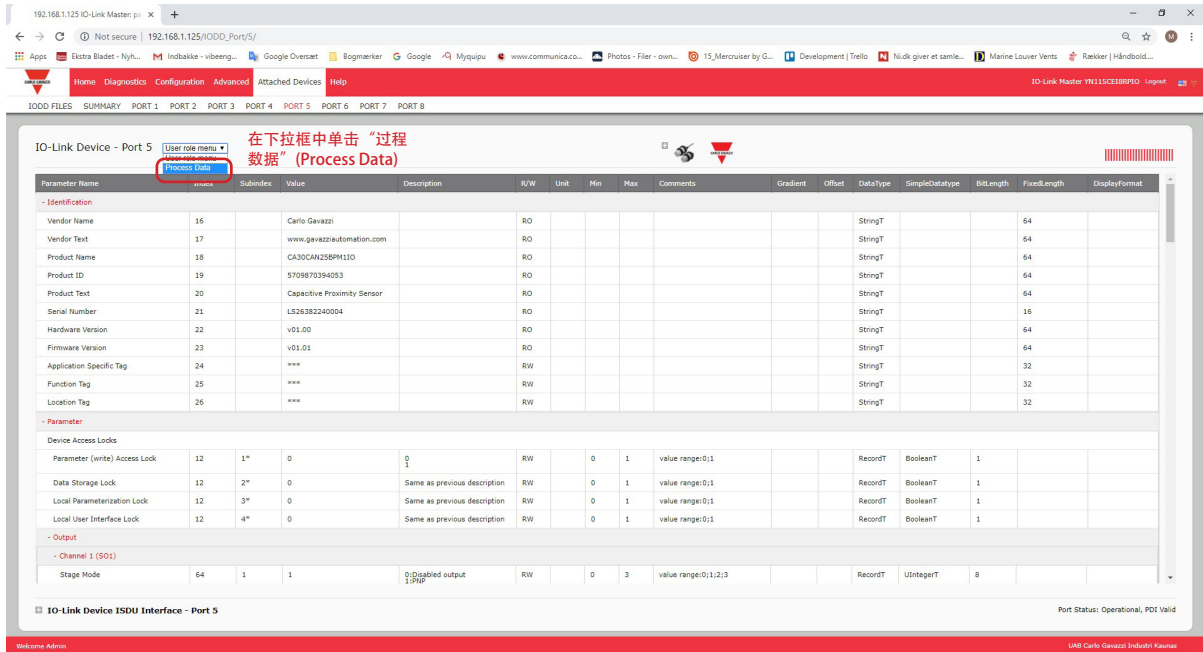 192.168.1.125 IO-Link Master: pa
Not secure | 192.168.1.125/IODD_Port/5/
Apps Ekstra Bladet - Nyh... Indbakke - vibeeng... Google Oversæt Bogmærker Google Myquipu www.communica.co... Photos - Filer - own... 15_Mercruiser by G... Development | Trello Ni.dk giver et samle... Marine Louver Vents Rækker | Håndbold....
CARLO GAVAZZI Home Diagnostics Configuration Advanced Attached Devices Help IO-Link Master YN115CEI8RPIO Logout
IODD FILES SUMMARY PORT 1 PORT 2 PORT 3 PORT 4 PORT 5 PORT 6 PORT 7 PORT 8
IO-Link Device - Port 5 User role menu
User role menu
Process Data
在下拉框中单击“过程
数据”(Process Data)
CARLO GAVAZZI
Parameter Name Index Subindex Value Description R/W Unit Min Max Comments Gradient Offset DataType SimpleDatatype BitLength FixedLength DisplayFormat
- Identification
Vendor Name 16 Carlo Gavazzi RO StringT 64
Vendor Text 17 www.gavazziautomation.com RO StringT 64
Product Name 18 CA30CAN25BPM1IO RO StringT 64
Product ID 19 5709870394053 RO StringT 64
Product Text 20 Capacitive Proximity Sensor RO StringT 64
Serial Number 21 LS26382240004 RO StringT 16
Hardware Version 22 v01.00 RO StringT 64
Firmware Version 23 v01.01 RO StringT 64
Application Specific Tag 24 *** RW StringT 32
Function Tag 25 *** RW StringT 32
Location Tag 26 *** RW StringT 32
- Parameter
Device Access Locks
Parameter (write) Access Lock 12 1* 0 0 RW 0 1 value range:0;1 RecordT BooleanT 1
1
Data Storage Lock 12 2* 0 Same as previous description RW 0 1 value range:0;1 RecordT BooleanT 1
Local Parameterization Lock 12 3* 0 Same as previous description RW 0 1 value range:0;1 RecordT BooleanT 1
Local User Interface Lock 12 4* 0 Same as previous description RW 0 1 value range:0;1 RecordT BooleanT 1
- Output
- Channel 1 (SO1)
Stage Mode 64 1 1 0:Disabled output RW 0 3 value range:0;1;2;3 RecordT UIntegerT 8
1:PNP
IO-Link Device ISDU Interface - Port 5 Port Status: Operational, PDI Valid
Welcome Admin UAB Carlo Gavazzi Industri Kaunas